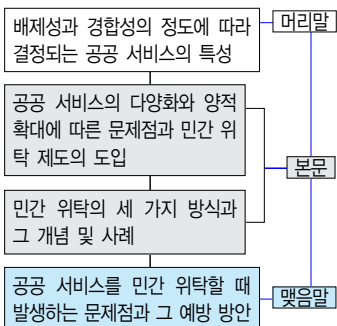 배제성과 경합성의 정도에 따라
결정되는 공공 서비스의 특성
머리말
공공 서비스의 다양화와 양적
확대에 따른 문제점과 민간 위
탁 제도의 도입
본문
민간 위탁의 세 가지 방식과
그 개념 및 사례
공공 서비스를 민간 위탁할 때
발생하는 문제점과 그 예방 방안
맺음말